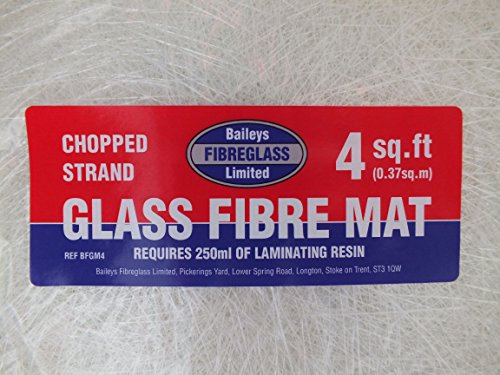 CHOPPED
STRAND
Baileys
FIBREGLASS
Limited
4 sq.ft
(0.37sq.m)
GLASS FIBRE MAT
REF BFGM4
REQUIRES 250ml OF LAMINATING RESIN
Baileys Fibreglass Limited, Pickerings Yard, Lower Spring Road, Longton, Stoke on Trent, ST3 1QW